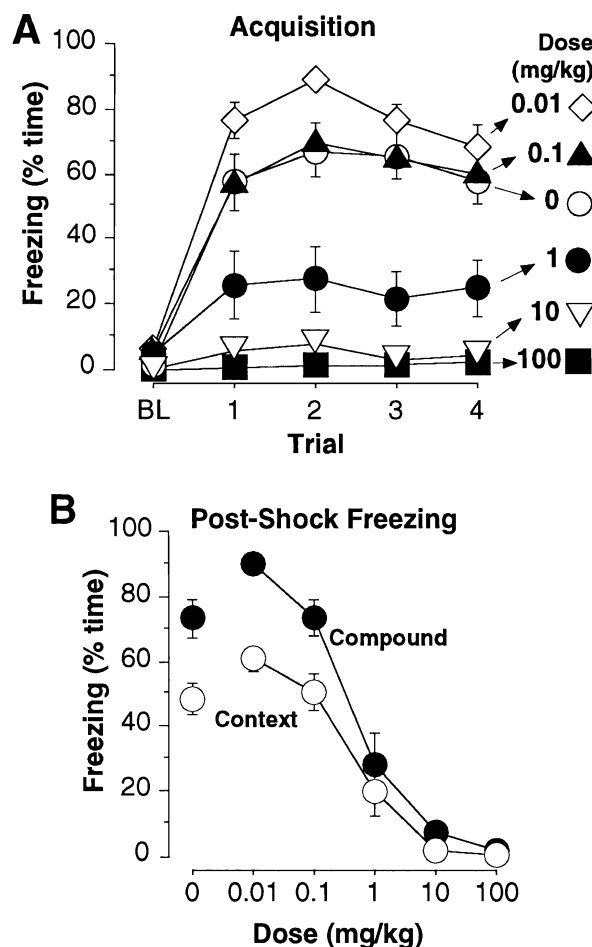 A
Acquisition
Dose
(mg/kg)
100
80
60
40
20
0
Freezing (% time)
0.01
0.1
0
1
10
100
BL 1 2 3 4
Trial
B
Post-Shock Freezing
100
80
60
40
20
0
Freezing (% time)
Compound
Context
0 0.01 0.1 1 10 100
Dose (mg/kg)